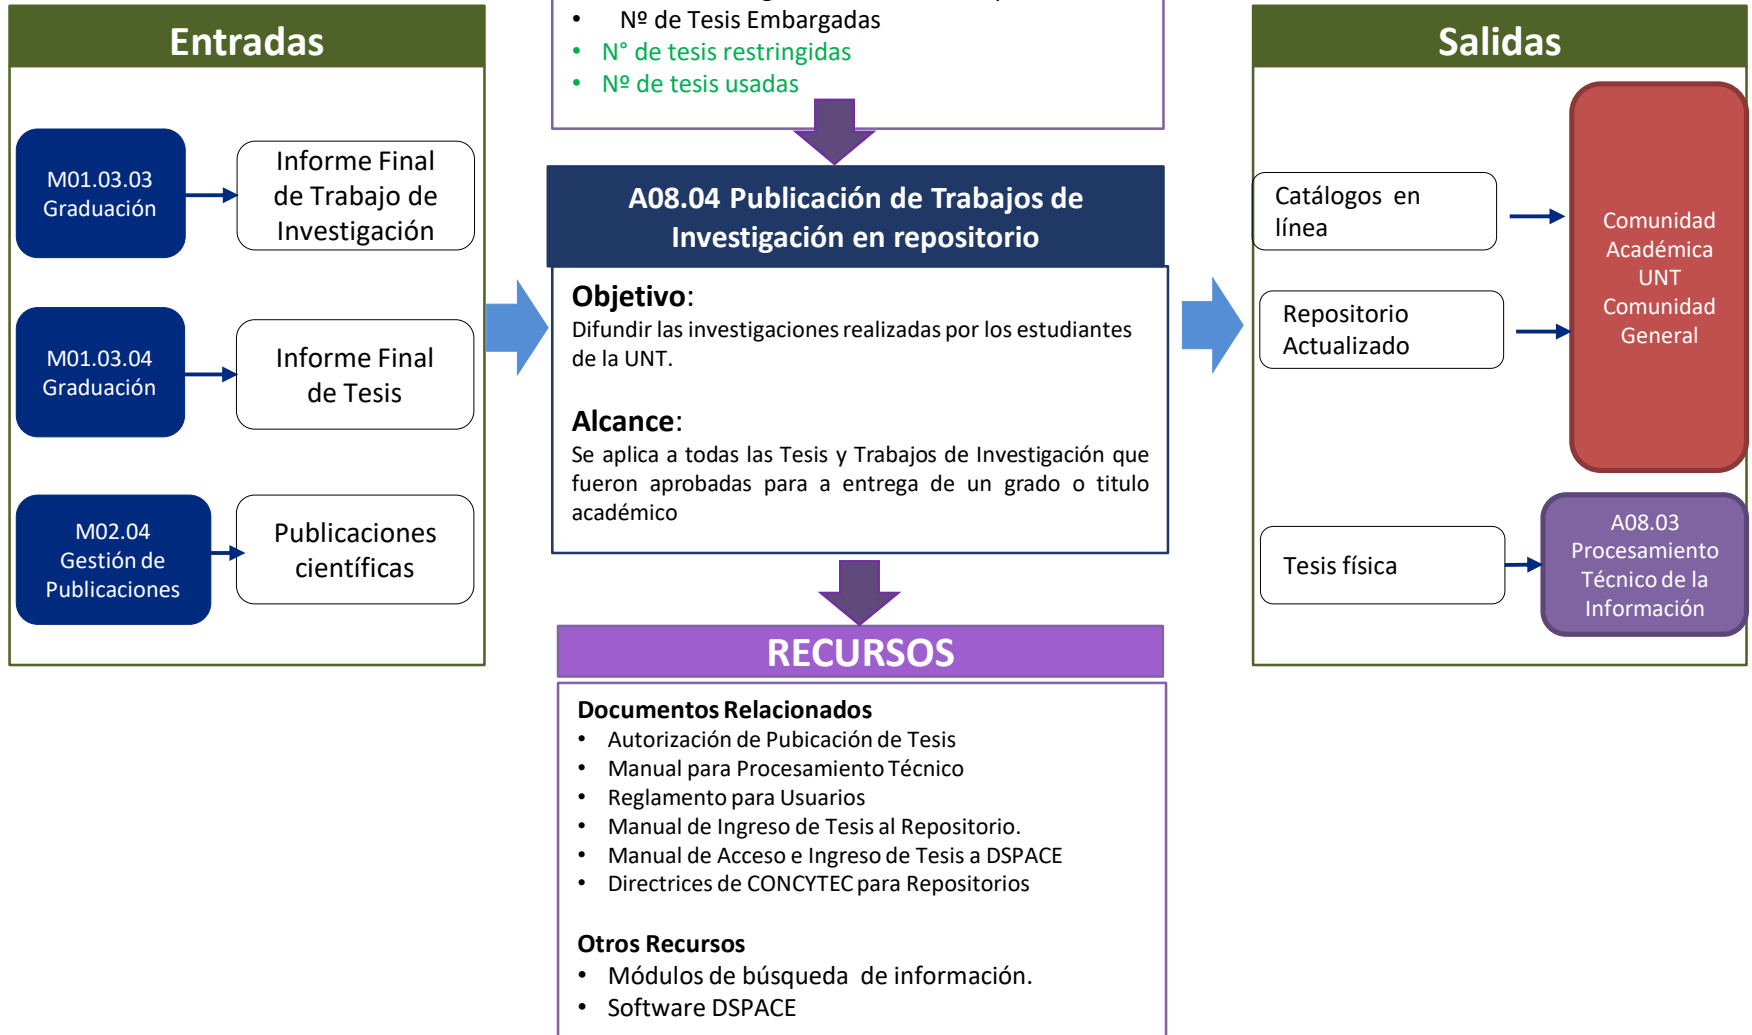 Entradas
M01.03.03
Graduación
Informe Final
de Trabajo de
Investigación
M01.03.04
Graduación
Informe Final
de Tesis
M02.04
Gestión de
Publicaciones
Publicaciones
científicas
• Nº de Tesis Embargadas
• N° de tesis restringidas
• Nº de tesis usadas
A08.04 Publicación de Trabajos de
Investigación en repositorio
Objetivo:
Difundir las investigaciones realizadas por los estudiantes
de la UNT.
Alcance:
Se aplica a todas las Tesis y Trabajos de Investigación que
fueron aprobadas para a entrega de un grado o titulo
académico
RECURSOS
Documentos Relacionados
• Autorización de Pubicación de Tesis
• Manual para Procesamiento Técnico
• Reglamento para Usuarios
• Manual de Ingreso de Tesis al Repositorio.
• Manual de Acceso e Ingreso de Tesis a DSPACE
• Directrices de CONCYTEC para Repositorios
Otros Recursos
• Módulos de búsqueda de información.
• Software DSPACE
Salidas
Catálogos en
línea
Repositorio
Actualizado
Comunidad
Académica
UNT
Comunidad
General
Tesis física
A08.03
Procesamiento
Técnico de la
Información